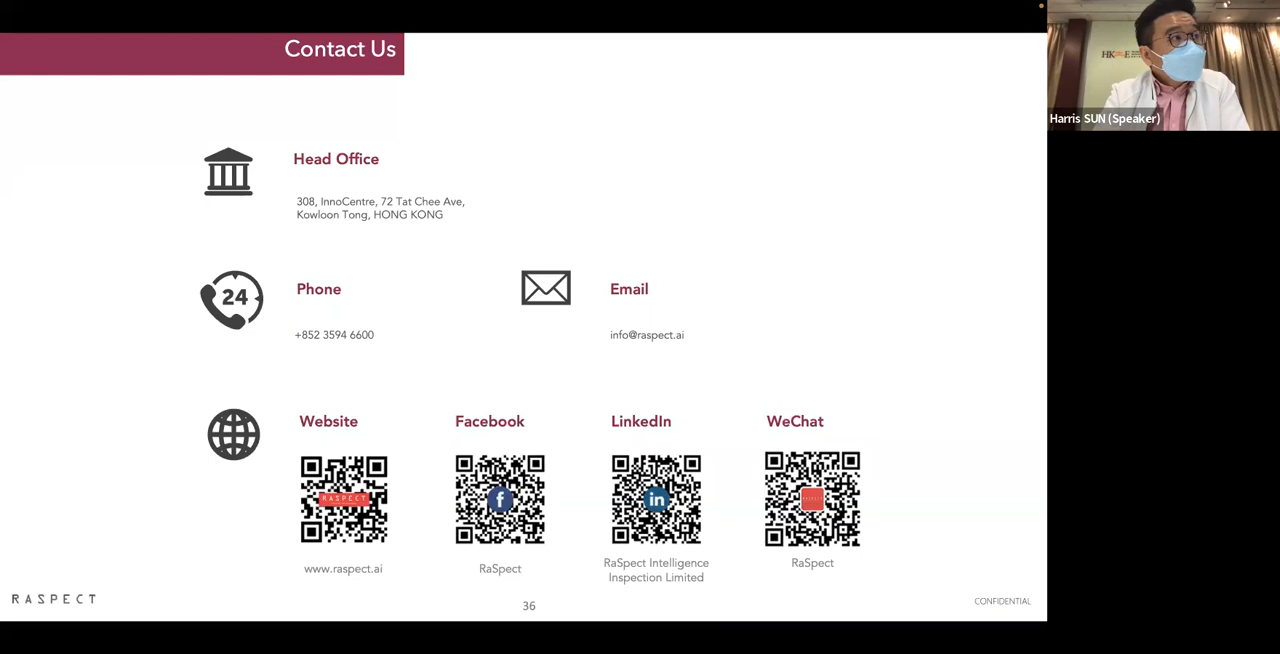 Contact Us
Head Office
308, InnoCentre, 72 Tat Chee Ave,
Kowloon Tong, HONG KONG
24
Phone
+852 3594 6600
Email
info@raspect.ai
Website
Facebook
LinkedIn
WeChat
RASPECT
f
in
www.raspect.ai
RaSpect
RaSpect Intelligence
Inspection Limited
RaSpect
RASPECT
36
CONFIDENTIAL
Harris SUN (Speaker)